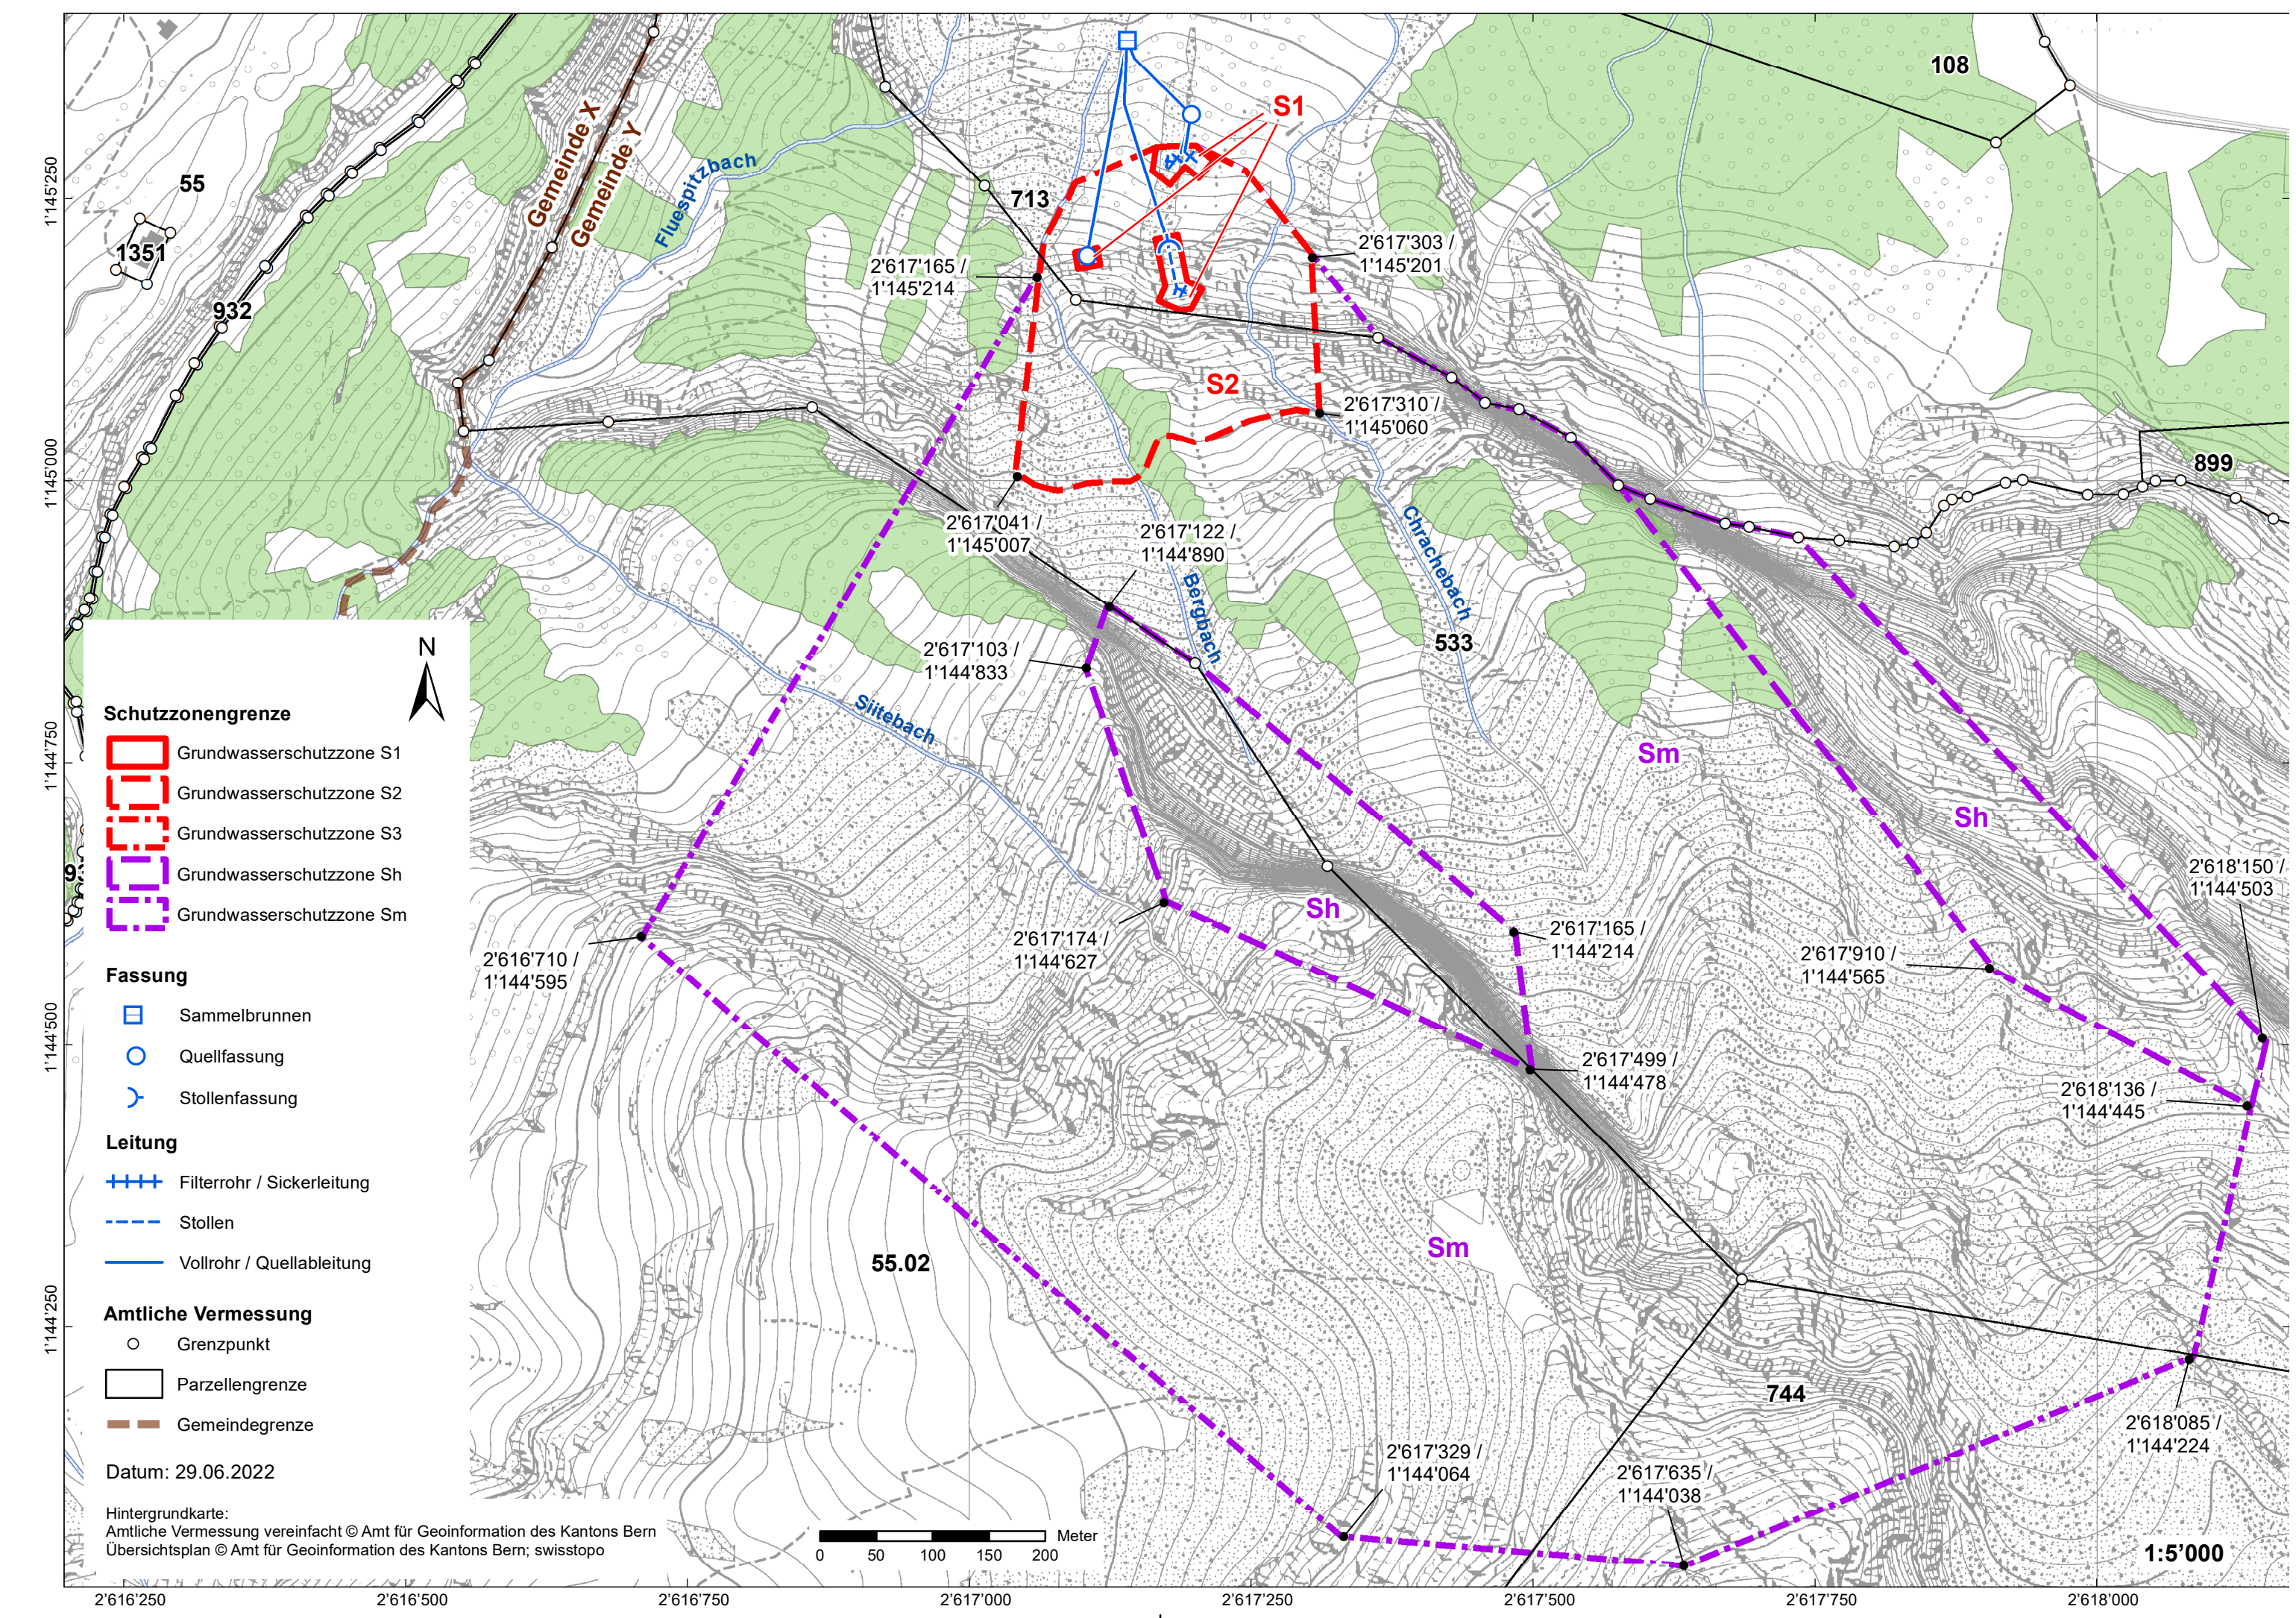 108
S1
1'145'250
55
Gemeinde X
Gemeinde Y
Fluespitzbach
713
1351
932
2'617'165 /
1'145'214
2'617'303 /
1'145'201
S2
2'617'310 /
1'145'060
1'145'000
899
2'617'041 /
1'145'007
2'617'122 /
1'144'890
Chrachebach
Bergbach
533
2'617'103 /
1'144'833
Siitebach
1'144'750
Sm
Sh
2'618'150 /
1'144'503
Sh
2'617'174 /
1'144'627
2'617'165 /
1'144'214
2'617'910 /
1'144'565
2'616'710 /
1'144'595
1'144'500
2'617'499 /
1'144'478
2'618'136 /
1'144'445
Sm
55.02
1'144'250
744
2'618'085 /
1'144'224
2'617'329 /
1'144'064
2'617'635 /
1'144'038
N
Schutzzonengrenze
Grundwasserschutzzone S1
Grundwasserschutzzone S2
Grundwasserschutzzone S3
Grundwasserschutzzone Sh
Grundwasserschutzzone Sm
Fassung
Sammelbrunnen
Quellfassung
Stollenfassung
Leitung
Filterrohr / Sickerleitung
Stollen
Vollrohr / Quellableitung
Amtliche Vermessung
Grenzpunkt
Parzellengrenze
Gemeindegrenze
Datum: 29.06.2022
Hintergrundkarte:
Amtliche Vermessung vereinfacht © Amt für Geoinformation des Kantons Bern
Übersichtsplan © Amt für Geoinformation des Kantons Bern; swisstopo
Meter
0 50 100 150 200
1:5’000
2'616'250 2'616'500 2'616'750 2'617'000 2'617'250 2'617'500 2'617'750 2'618'000